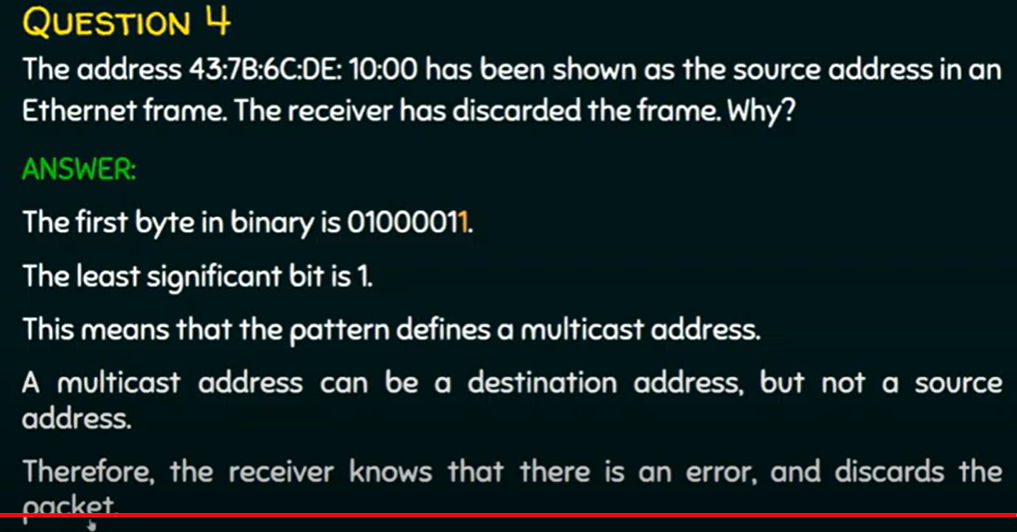 QUESTION 4
The address 43:7B:6C:DE: 10:00 has been shown as the source address in an
Ethernet frame. The receiver has discarded the frame. Why?
ANSWER:
The first byte in binary is 01000011.
The least significant bit is 1.
This means that the pattern defines a multicast address.
A multicast address can be a destination address, but not a source
address.
Therefore, the receiver knows that there is an error, and discards the
packet.